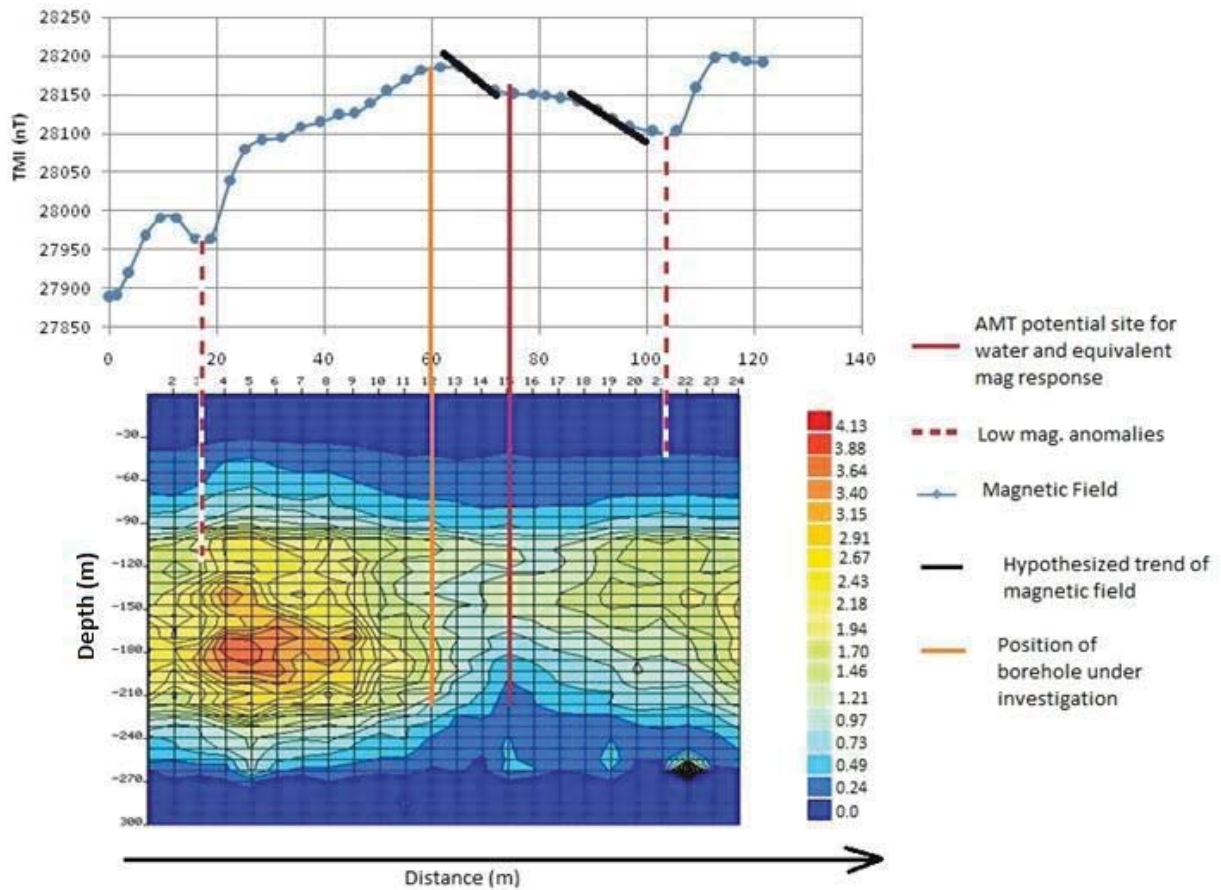 28250
28200
28150
28100
28050
28000
27950
27900
27850
TMI (nT)
0 20 40 60 80 100 120 140
2 3 4 5 6 7 8 9 10 11 12 13 14 15 16 17 18 19 20 21 22 23 24
-30
-60
-90
-120
-150
-180
-210
-240
-270
300
Depth (m)
Distance (m)
4.13
3.88
3.64
3.40
3.15
2.91
2.67
2.43
2.18
1.94
1.70
1.46
1.21
0.97
0.73
0.49
0.24
0.0
AMT potential site for
water and equivalent
mag response
Low mag. anomalies
Magnetic Field
Hypothesized trend of
magnetic field
Position of
borehole under
investigation